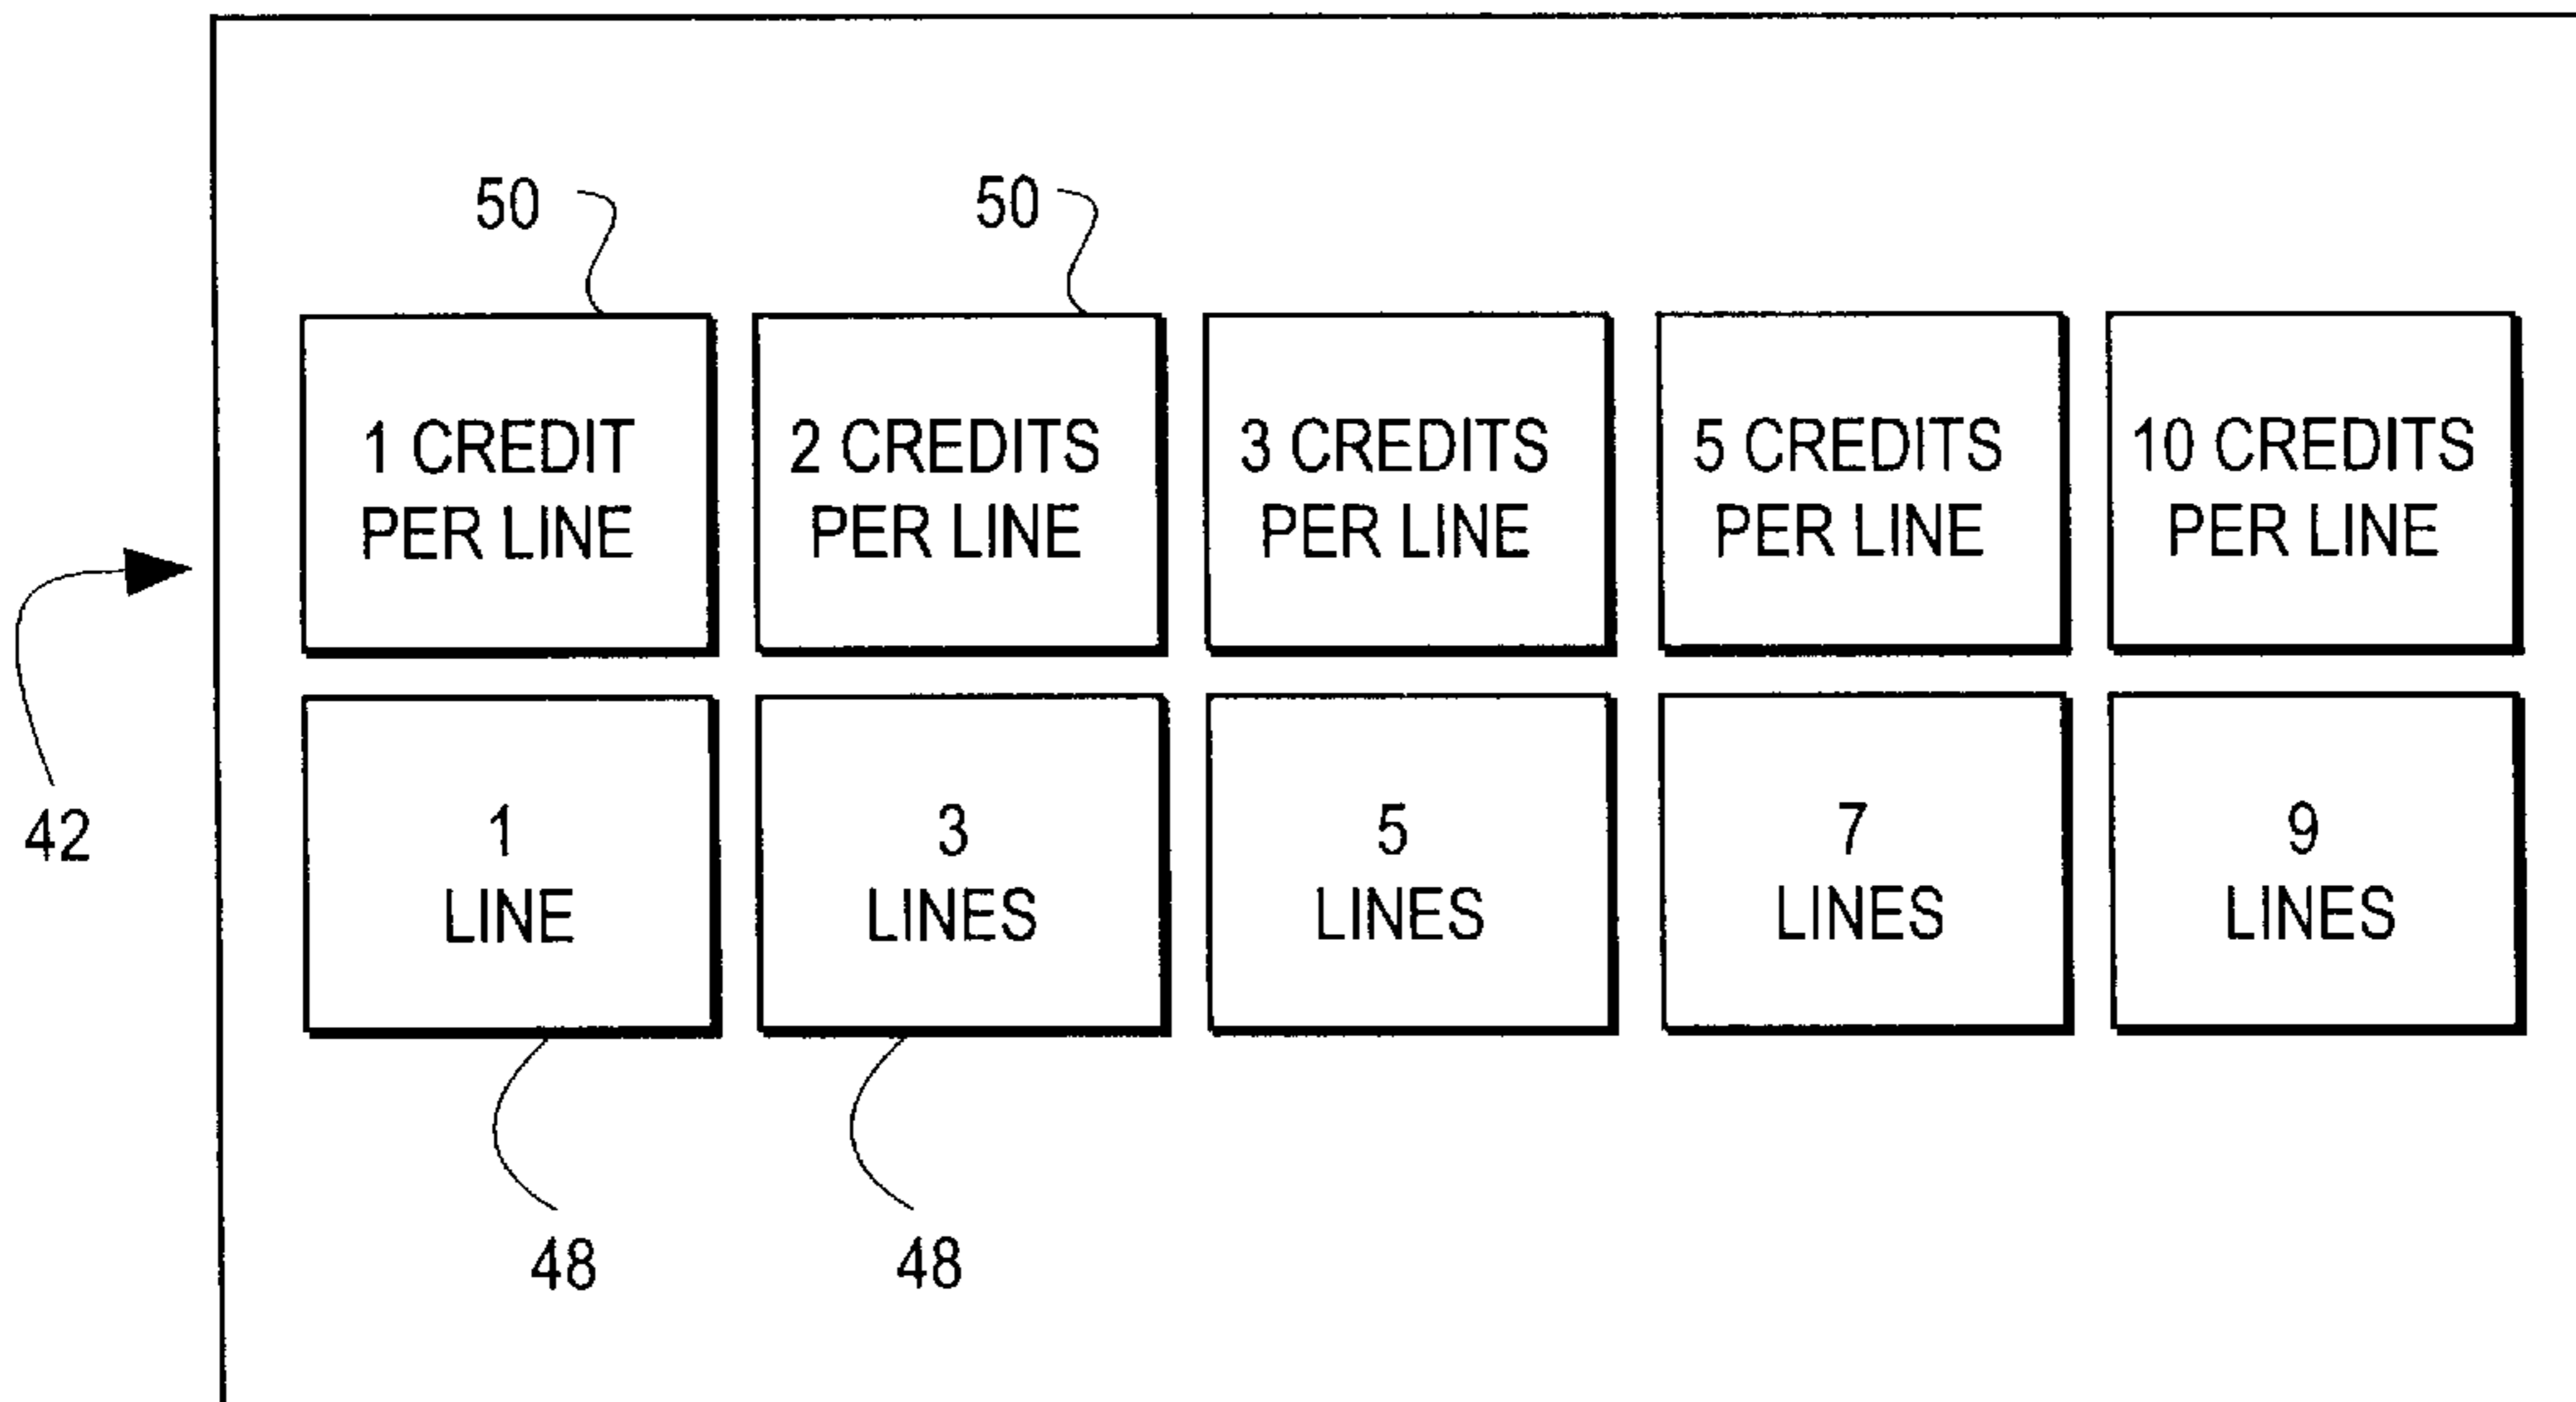 50 50
1 CREDIT
PER LINE
2 CREDITS
PER LINE
3 CREDITS
PER LINE
5 CREDITS
PER LINE
10 CREDITS
PER LINE
42
1
LINE
3
LINES
5
LINES
7
LINES
9
LINES
48 48